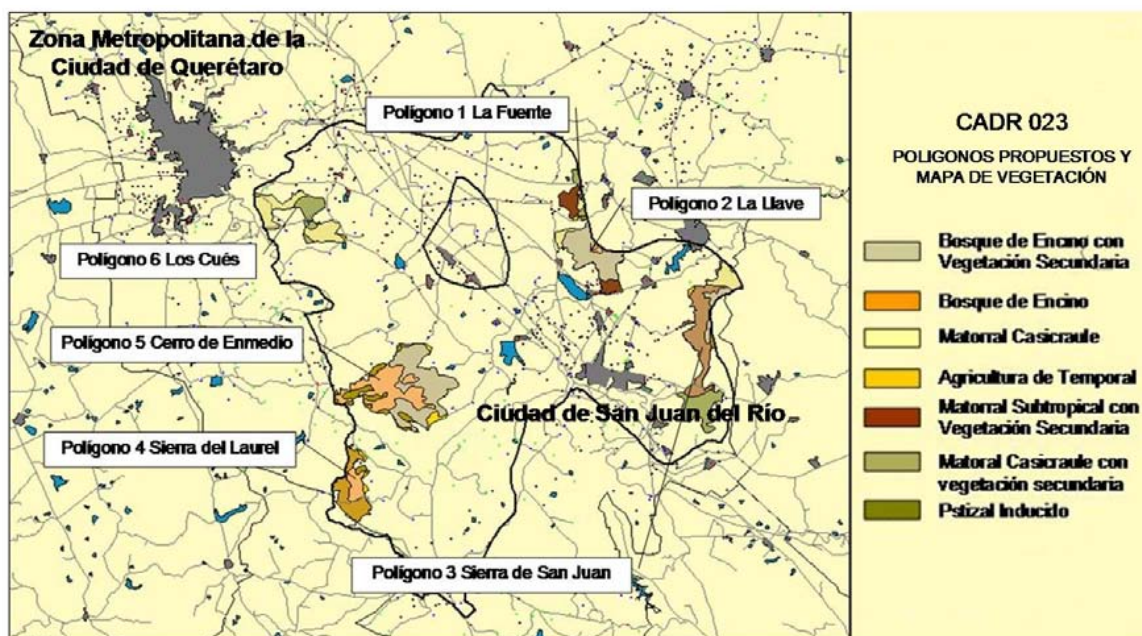 Zona Metropolitana de la
Ciudad de Querétaro
Polígono 1 La Fuente
Polígono 2 La Llave
Polígono 6 Los Cués
Polígono 5 Cerro de Enmedio
Ciudad de San Juan del Río
Polígono 4 Sierra del Laurel
Polígono 3 Sierra de San Juan
CADR 023
POLIGONOS PROPUESTOS Y
MAPA DE VEGETACIÓN
Bosque de Encino con
Vegetación Secundaria
Bosque de Encino
Matorral Casicraule
Agricultura de Temporal
Matorral Subtropical con
Vegetación Secundaria
Matoral Casicraule con
vegetación secundaria
Pstizal Inducido